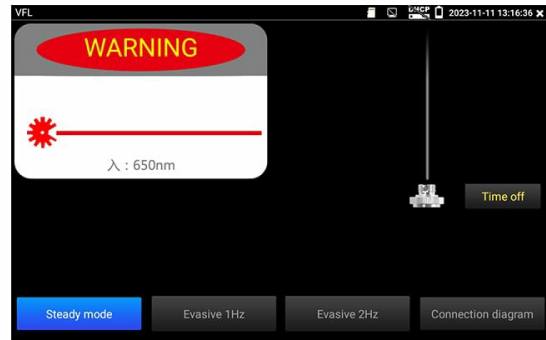 VFL
DHCP
2023-11-11 13:16:36
WARNING
入 : 650nm
Time off
Steady mode
Evasive 1Hz
Evasive 2Hz
Connection diagram